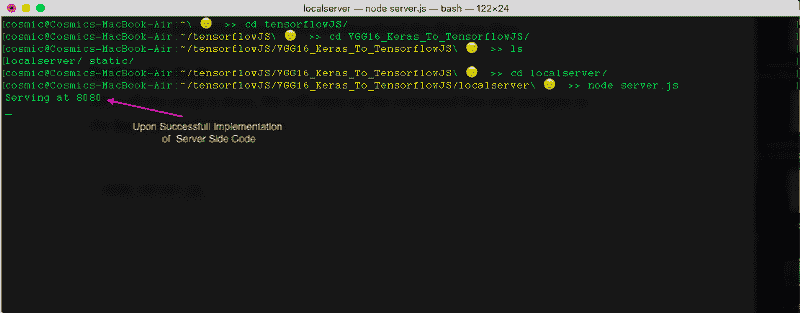 localserver — node server.js — bash — 122×24
[cosmic@Cosmics-MacBook-Air:~\ 😐 >> cd tensorflowJS/
[cosmic@Cosmics-MacBook-Air:~/tensorflowJS\ 😐 >> cd VGG16_Keras_To_TensorflowJS/
[cosmic@Cosmics-MacBook-Air:~/tensorflowJS/VGG16_Keras_To_TensorflowJS\ 😐 >> ls
localserver/ static/
[cosmic@Cosmics-MacBook-Air:~/tensorflowJS/VGG16_Keras_To_TensorflowJS\ 😐 >> cd localserver/
[cosmic@Cosmics-MacBook-Air:~/tensorflowJS/VGG16_Keras_To_TensorflowJS/localserver\ 😐 >> node server.js
Serving at 8080
Upon Successfull Implementation
of Server Side Code